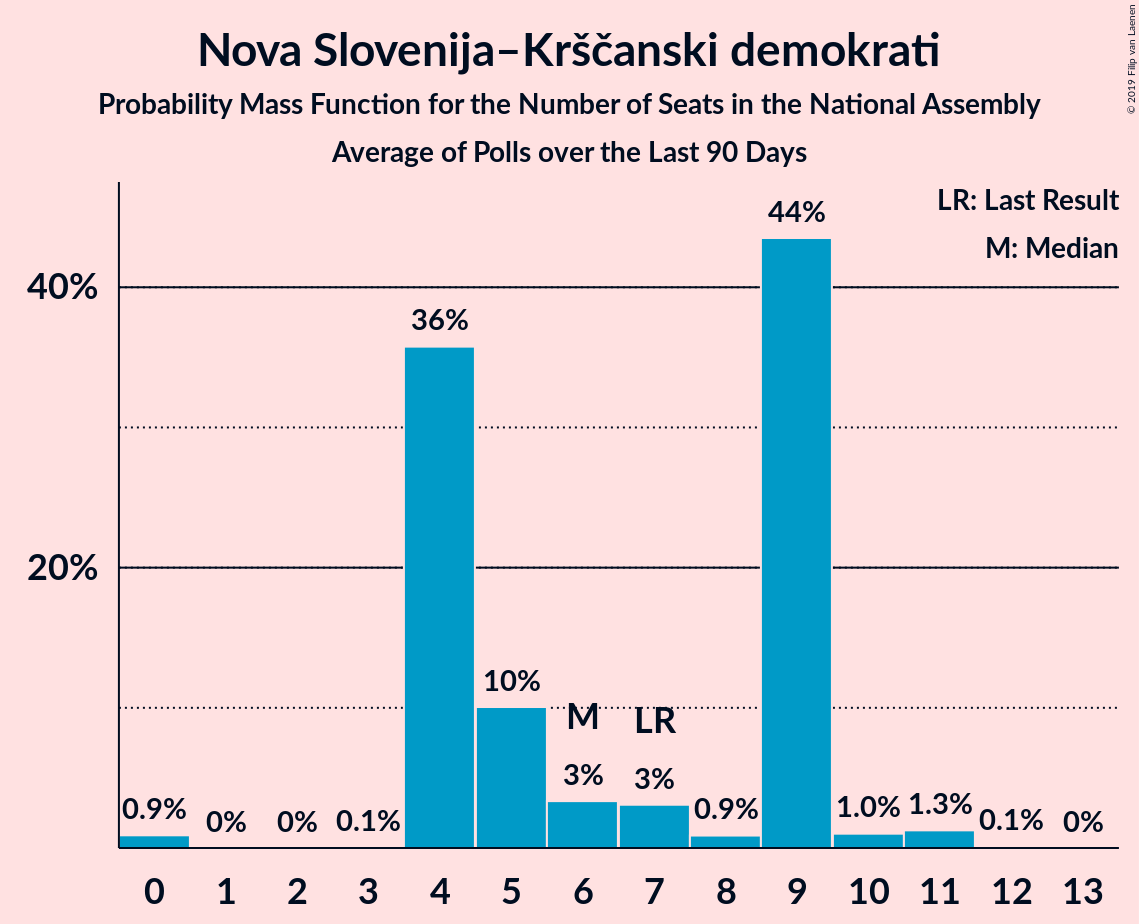 Nova Slovenija–Krščanski demokrati
Probability Mass Function for the Number of Seats in the National Assembly
Average of Polls over the Last 90 Days
© 2019 Filip van Laenen
LR: Last Result
M: Median
40%
20%
0.9%
0%
0%
0.1%
36%
10%
M
3%
LR
3%
0.9%
44%
1.0%
1.3%
0.1%
0%
0 1 2 3 4 5 6 7 8 9 10 11 12 13